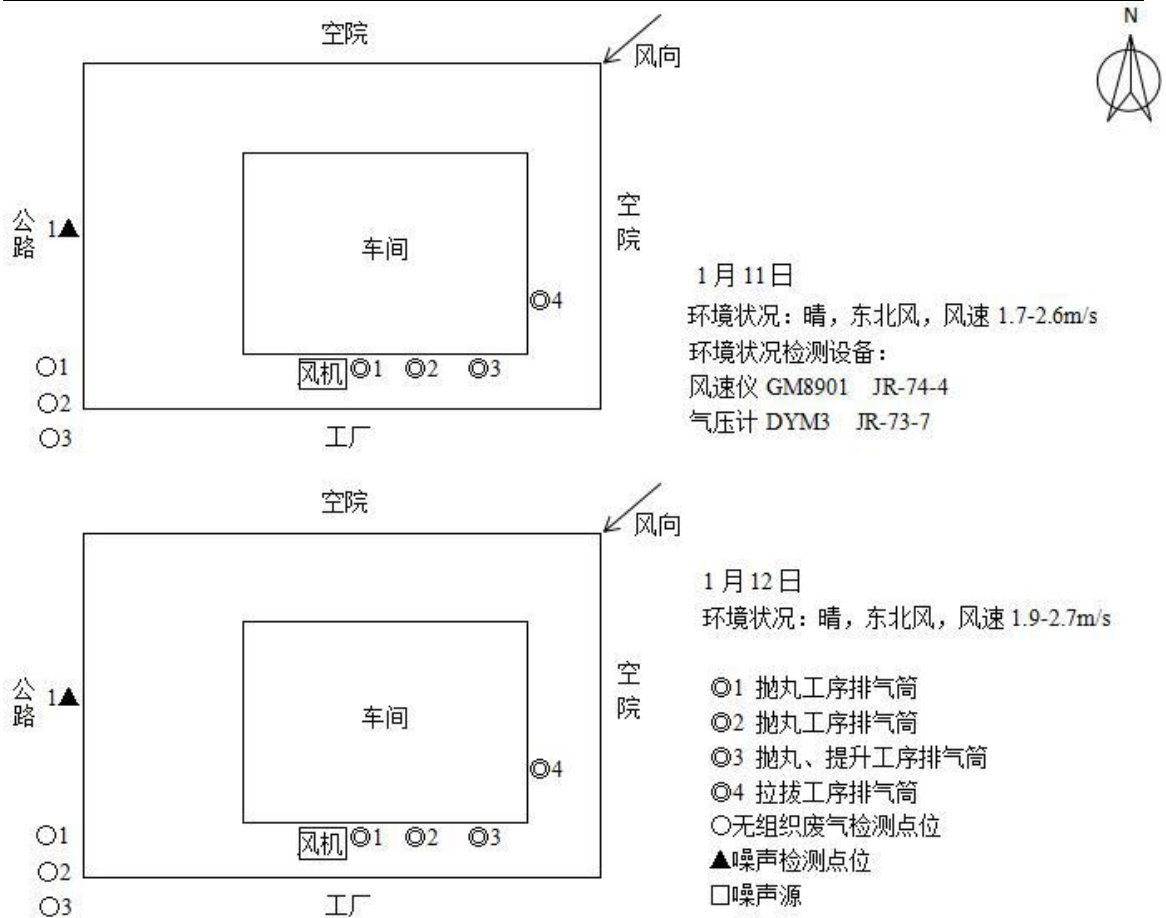 N
空院
风向
公路
1▲
车间
空院
◎4
风机 ◎1 ◎2 ◎3
○1
○2
○3
工厂
1月11日
环境状况：晴，东北风，风速 1.7-2.6m/s
环境状况检测设备：
风速仪 GM8901 JR-74-4
气压计 DYM3 JR-73-7
空院
风向
公路
1▲
车间
空院
◎4
风机 ◎1 ◎2 ◎3
○1
○2
○3
工厂
1月12日
环境状况：晴，东北风，风速 1.9-2.7m/s
◎1 抛丸工序排气筒
◎2 抛丸工序排气筒
◎3 抛丸、提升工序排气筒
◎4 拉拔工序排气筒
○无组织废气检测点位
▲噪声检测点位
□噪声源